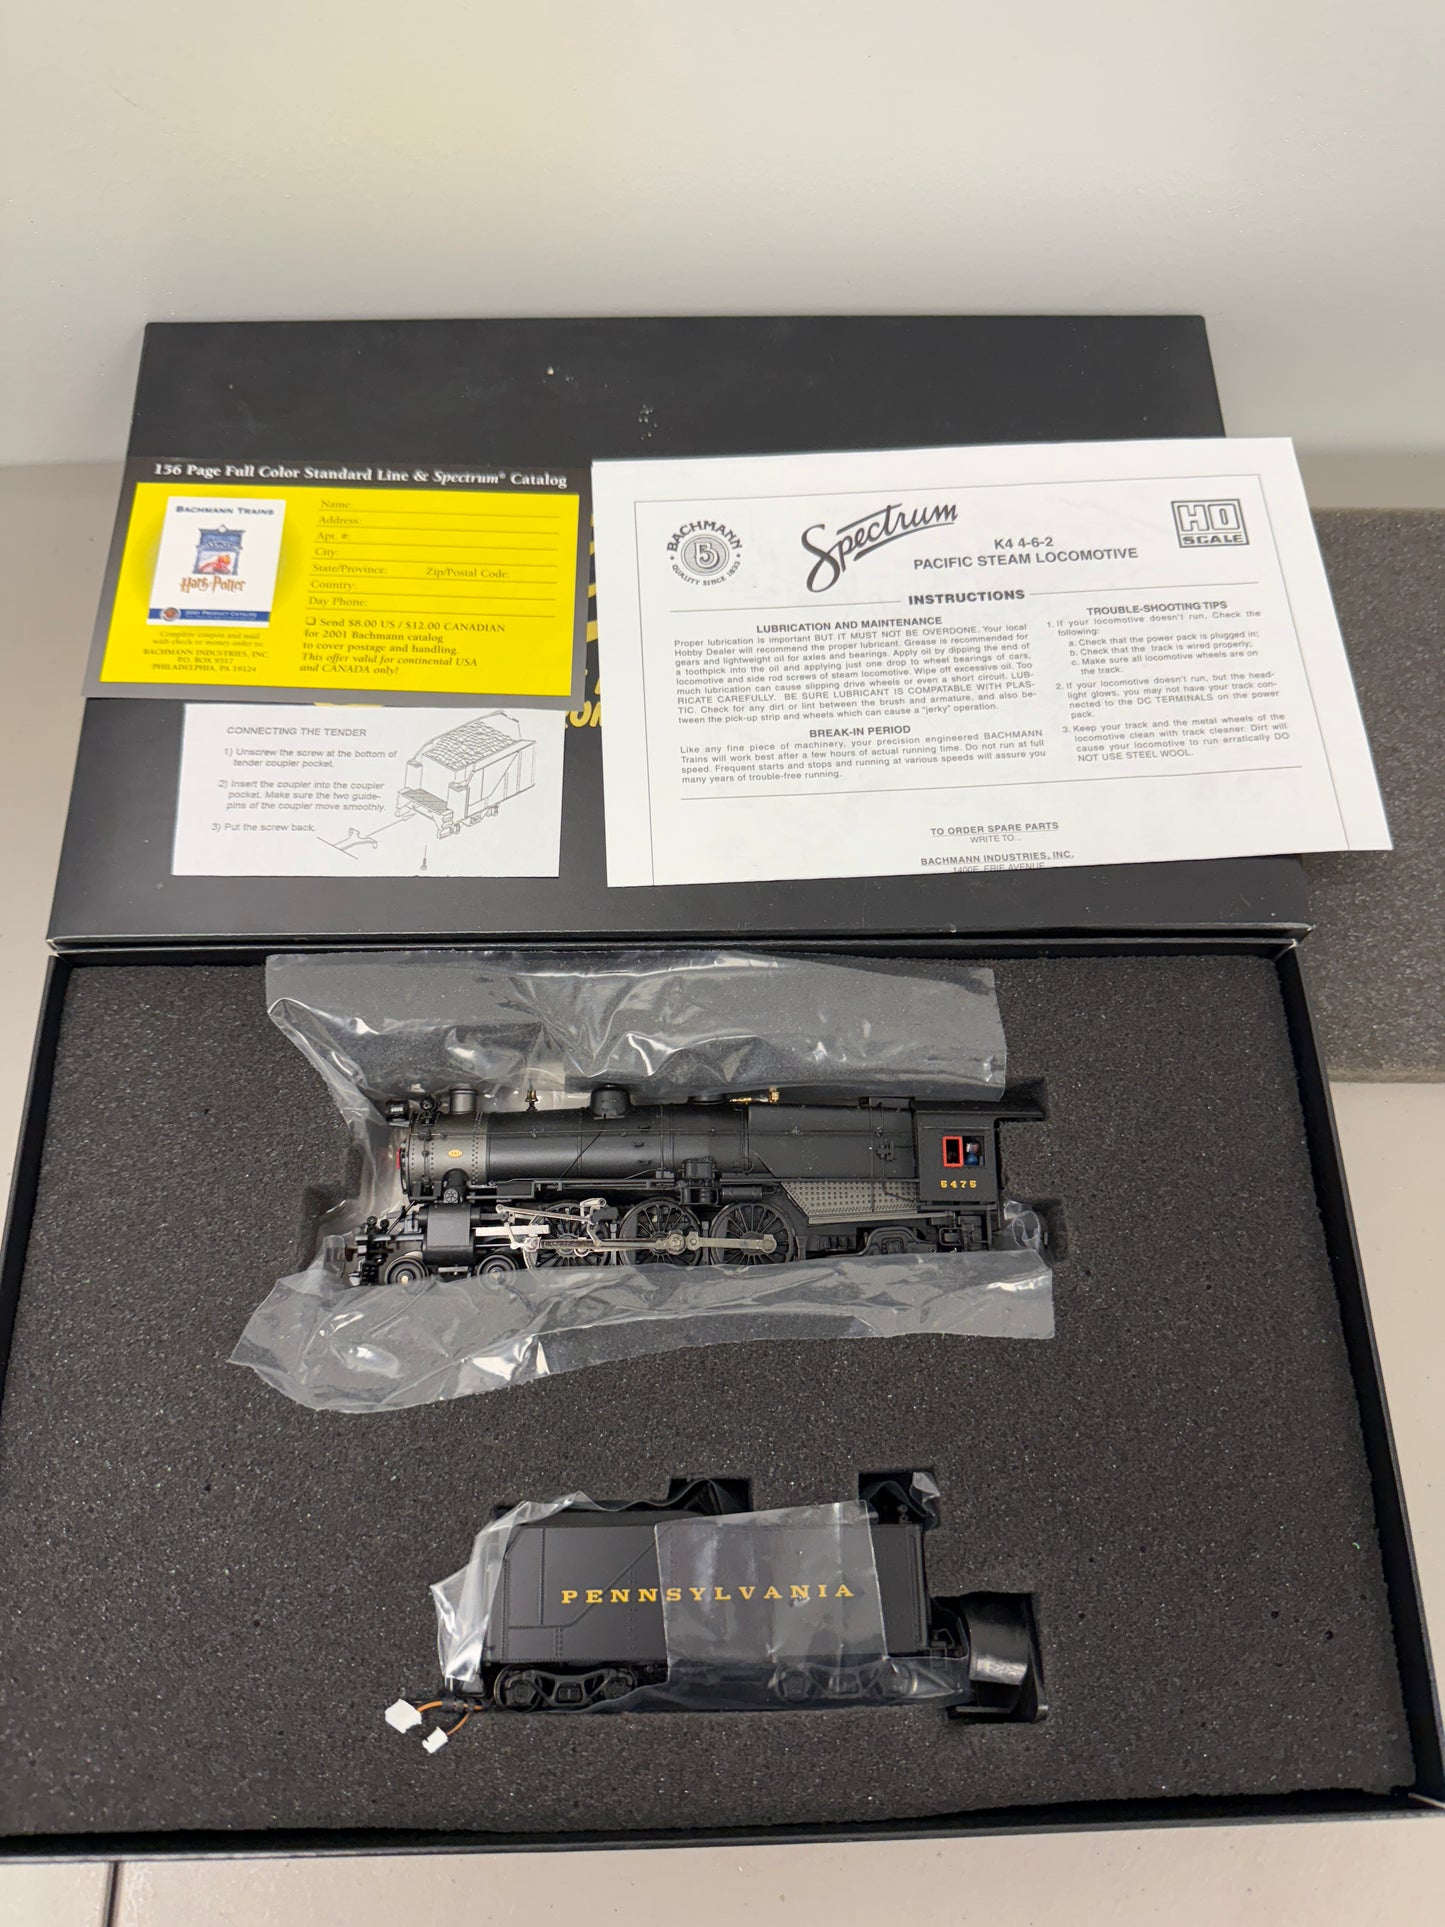 156 Page Full Color Standard Line & Spectrum® Catalog
BACHMANN TRAINS
Harry Potter
2001 PRODUCT CATALOG
Complete coupon and mail
with check or money order to:
BACHMANN INDUSTRIES, INC.
P.O. BOX 9517
PHILADELPHIA, PA 19124
Name:
Address:
Apt. #:
City:
State/Province: Zip/Postal Code:
Country:
Day Phone:
❏ Send $8.00 US / $12.00 CANADIAN
for 2001 Bachmann catalog
to cover postage and handling.
This offer valid for continental USA
and CANADA only!
CONNECTING THE TENDER
1) Unscrew the screw at the bottom of
tender coupler pocket.
2) Insert the coupler into the coupler
pocket. Make sure the two guide-
pins of the coupler move smoothly.
3) Put the screw back.
BACHMANN
B
QUALITY SINCE 1833
Spectrum
K4 4-6-2
PACIFIC STEAM LOCOMOTIVE
HO
SCALE
INSTRUCTIONS
LUBRICATION AND MAINTENANCE
Proper lubrication is important BUT IT MUST NOT BE OVERDONE. Your local
Hobby Dealer will recommend the proper lubricant. Grease is recommended for
gears and lightweight oil for axles and bearings. Apply oil by dipping the end of
a toothpick into the oil and applying just one drop to wheel bearings of cars,
locomotive and side rod screws of steam locomotive. Wipe off excessive oil. Too
much lubrication can cause slipping drive wheels or even a short circuit. LUB-
RICATE CAREFULLY. BE SURE LUBRICANT IS COMPATABLE WITH PLAS-
TIC. Check for any dirt or lint between the brush and armature, and also be-
tween the pick-up strip and wheels which can cause a "jerky" operation.
BREAK-IN PERIOD
Like any fine piece of machinery, your precision engineered BACHMANN
Trains will work best after a few hours of actual running time. Do not run at full
speed. Frequent starts and stops and running at various speeds will assure you
many years of trouble-free running.
TROUBLE-SHOOTING TIPS
1. If your locomotive doesn't run, Check the
following:
a. Check that the power pack is plugged in;
b. Check that the track is wired properly;
c. Make sure all locomotive wheels are on
the track.
2. If your locomotive doesn't run, but the head-
light glows, you may not have your track con-
nected to the DC TERMINALS on the power
pack.
3. Keep your track and the metal wheels of the
locomotive clean with track cleaner. Dirt will
cause your locomotive to run erratically DO
NOT USE STEEL WOOL.
TO ORDER SPARE PARTS
WRITE TO...
BACHMANN INDUSTRIES, INC.
1400E. ERIE AVENUE
5475
PENNSYLVANIA